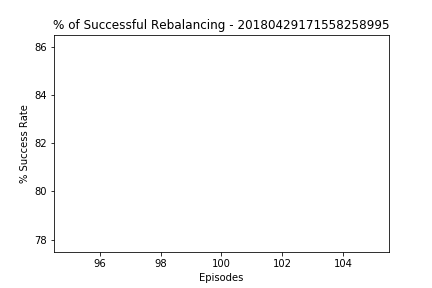 % of Successful Rebalancing - 20180429171558258995
86
84
82
80
78
% Success Rate
96 98 100 102 104
Episodes